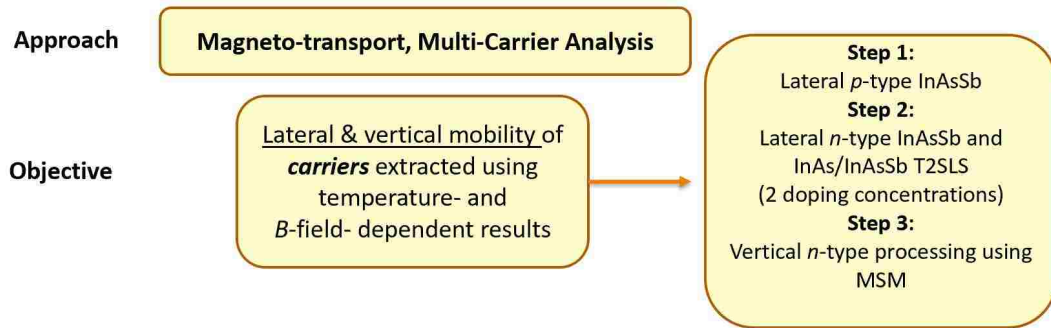 Approach
Magneto-transport, Multi-Carrier Analysis
Objective
Lateral & vertical mobility of
carriers extracted using
temperature- and
B-field- dependent results
Step 1:
Lateral p-type InAsSb
Step 2:
Lateral n-type InAsSb and
InAs/InAsSb T2SLS
(2 doping concentrations)
Step 3:
Vertical n-type processing using
MSM